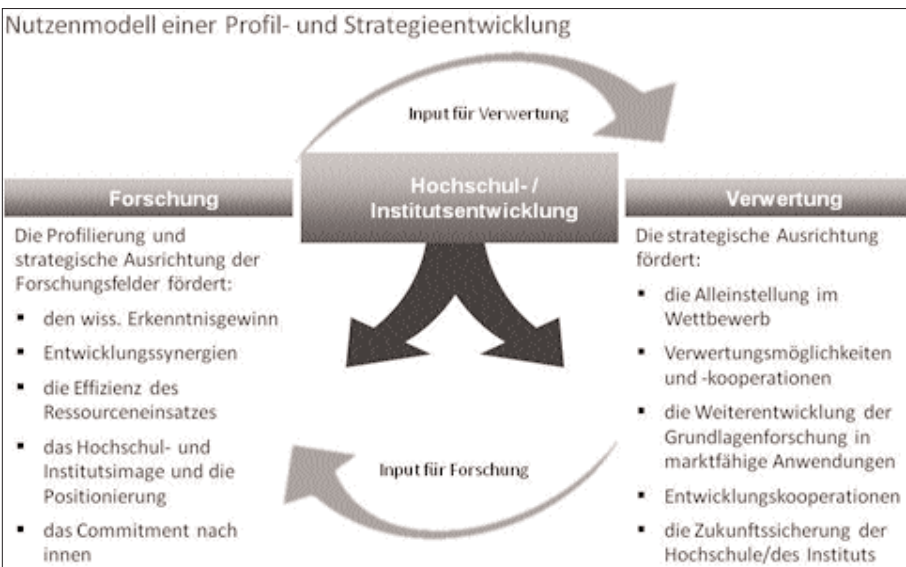 Nutzenmodell einer Profil- und Strategieentwicklung
Input für Verwertung
Hochschul- /
Institutsentwicklung
Forschung
Die Profilierung und
strategische Ausrichtung der
Forschungsfelder fördert:
▪ den wiss. Erkenntnisgewinn
▪ Entwicklungssynergien
▪ die Effizienz des
Ressourceneinsatzes
▪ das Hochschul- und
Institutsimage und die
Positionierung
▪ das Commitment nach
innen
Input für Forschung
Verwertung
Die strategische Ausrichtung
fördert:
▪ die Alleinstellung im
Wettbewerb
▪ Verwertungsmöglichkeiten
und -kooperationen
▪ die Weiterentwicklung der
Grundlagenforschung in
marktfähige Anwendungen
▪ Entwicklungskooperationen
▪ die Zukunftssicherung der
Hochschule/des Instituts